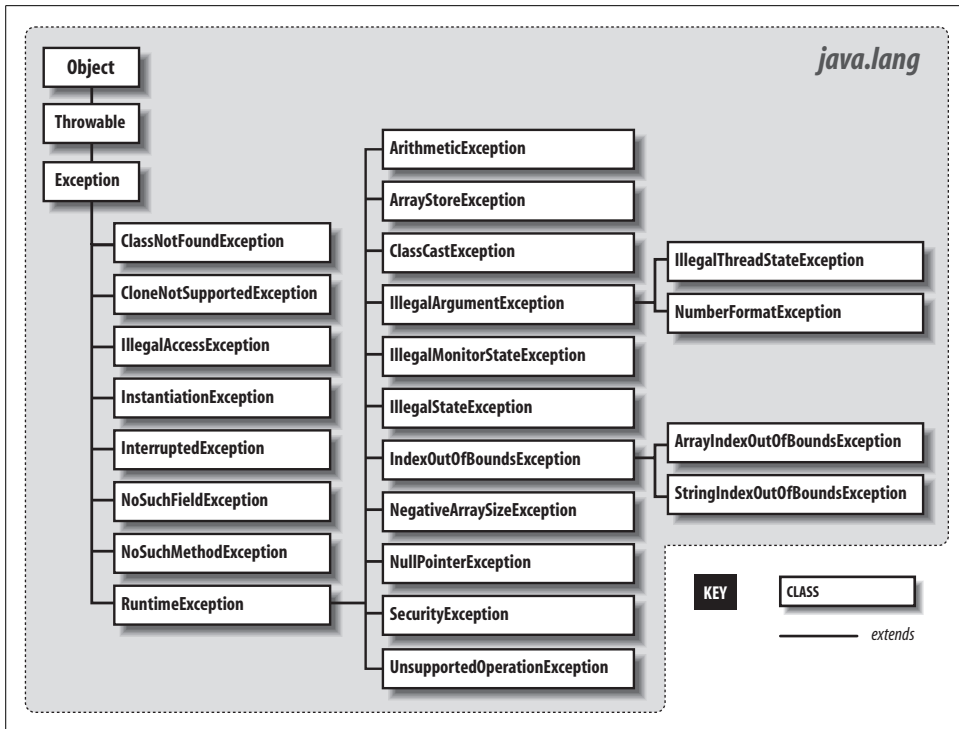 java.lang
Object
Throwable
Exception
ClassNotFoundException
CloneNotSupportedException
IllegalAccessException
InstantiationException
InterruptedException
NoSuchFieldException
NoSuchMethodException
RuntimeException
ArithmeticException
ArrayStoreException
ClassCastException
IllegalArgumentException
IllegalMonitorStateException
IllegalStateException
IndexOutOfBoundsException
NegativeArraySizeException
NullPointerException
SecurityException
UnsupportedOperationException
IllegalThreadStateException
NumberFormatException
ArrayIndexOutOfBoundsException
StringIndexOutOfBoundsException
KEY
CLASS
extends